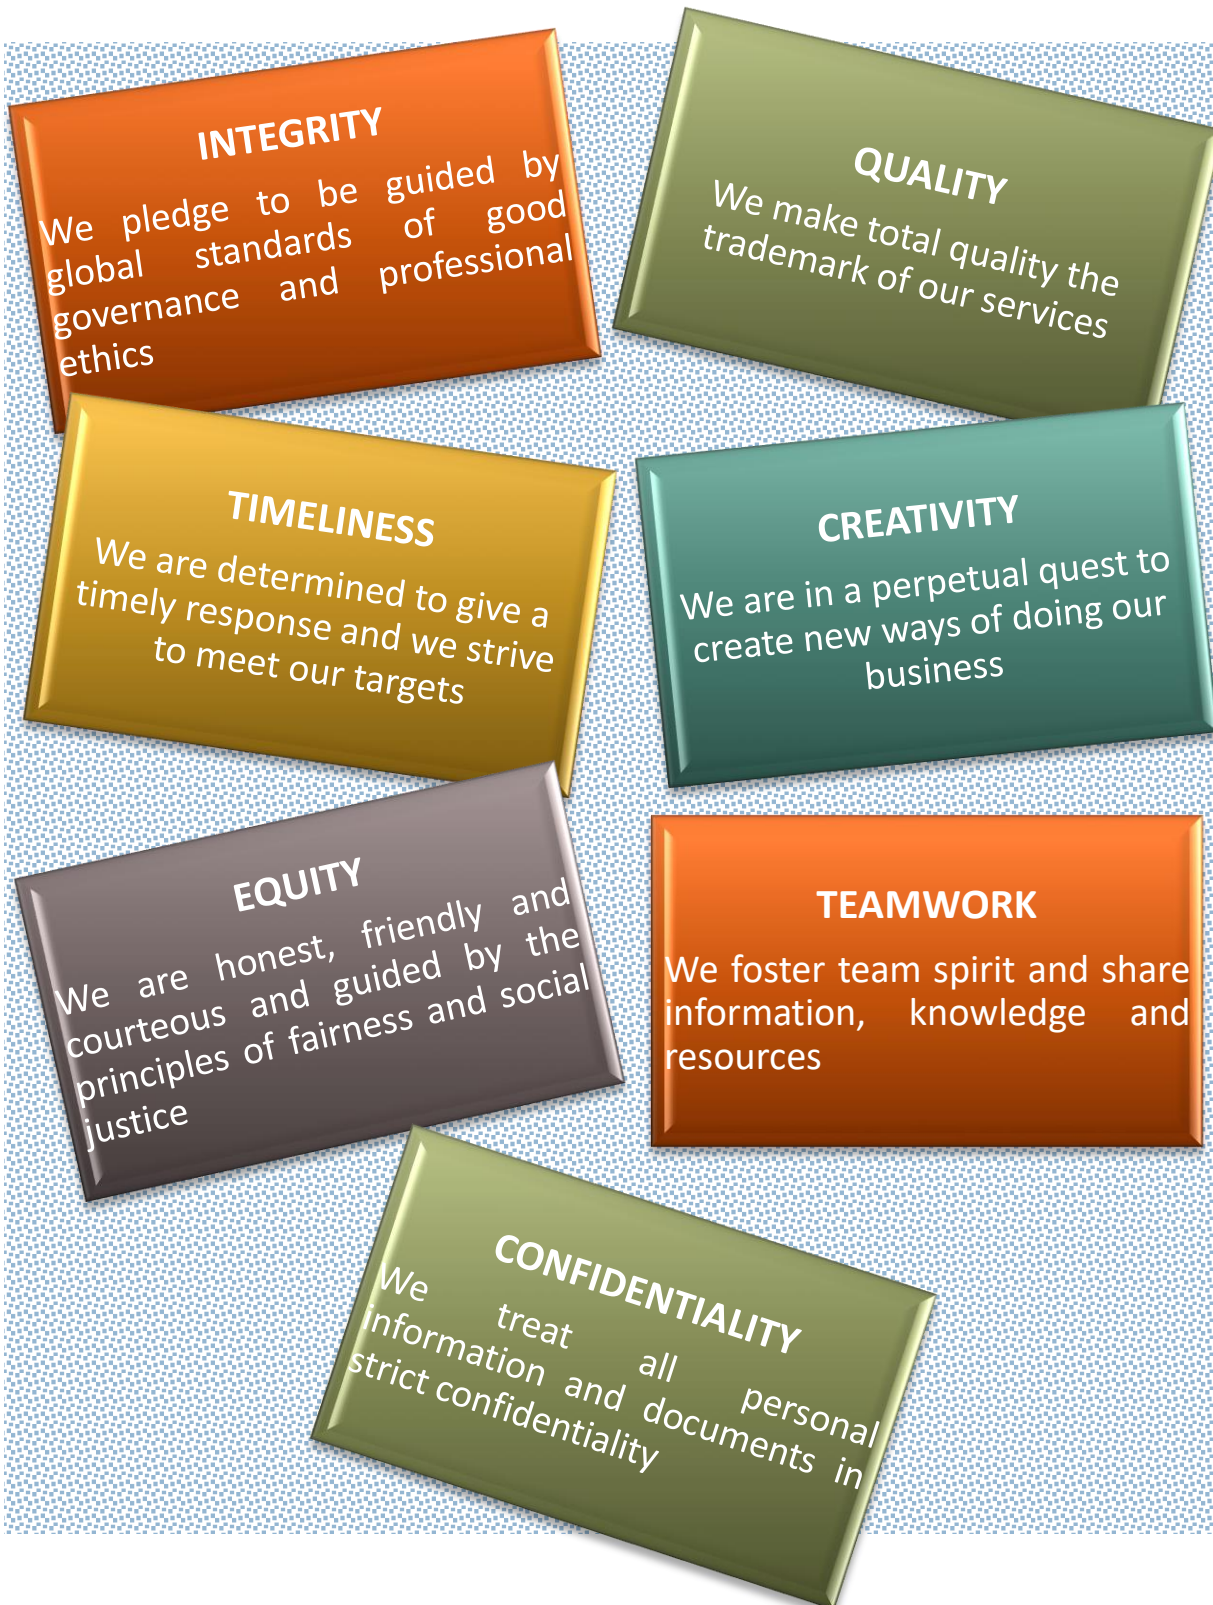 INTEGRITY
We pledge to be guided by
global standards of good
governance and professional
ethics
QUALITY
We make total quality the
trademark of our services
TIMELINESS
We are determined to give a
timely response and we strive
to meet our targets
CREATIVITY
We are in a perpetual quest to
create new ways of doing our
business
EQUITY
We are honest, friendly and
courteous and guided by the
principles of fairness and social
justice
TEAMWORK
We foster team spirit and share
information, knowledge and
resources
CONFIDENTIALITY
We treat all personal
information and documents in
strict confidentiality